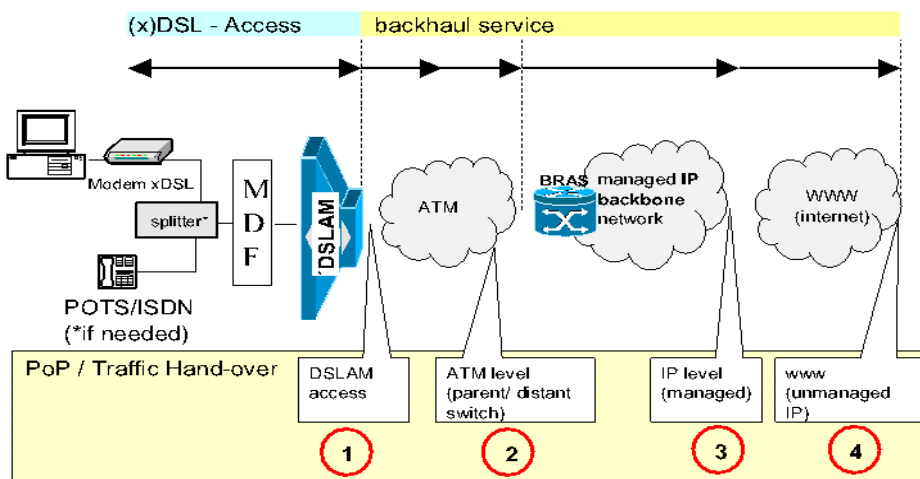 (x)DSL - Access
backhaul service
Modem xDSL
splitter*
M
D
F
'DSLAM
ATM
BRAS
managed IP
backbone
network
WWW
(internet)
POTS/ISDN
(*if needed)
PoP / Traffic Hand-over
DSLAM
access
ATM level
(parent/ distant
switch)
IP level
(managed)
www
(unmanaged
IP)
1
2
3
4